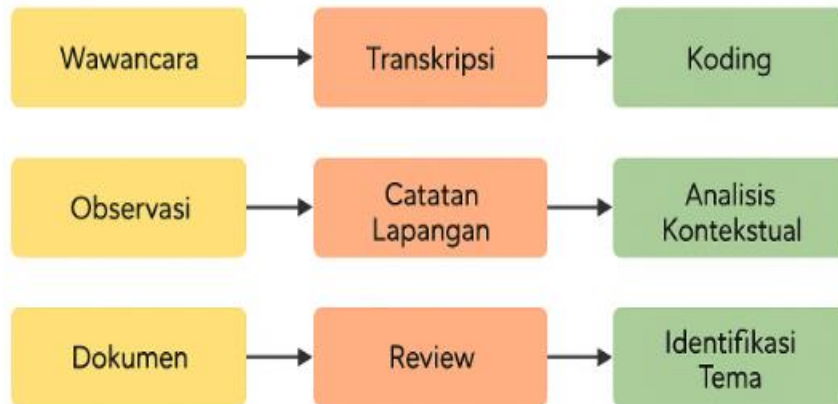 Wawancara
Transkripsi
Koding
Observasi
Catatan
Lapangan
Analisis
Kontekstual
Dokumen
Review
Identifikasi
Tema